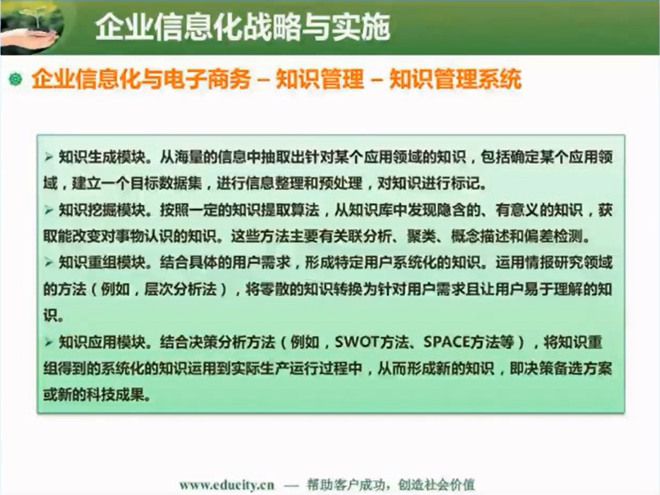 企业信息化战略与实施
企业信息化与电子商务 – 知识管理 – 知识管理系统
➢ 知识生成模块。从海量的信息中抽取出针对某个应用领域的知识，包括确定某个应用领
域，建立一个目标数据集，进行信息整理和预处理，对知识进行标记。
➢ 知识挖掘模块。按照一定的知识提取算法，从知识库中发现隐含的、有意义的知识，获
取能改变对事物认识的知识。这些方法主要有关联分析、聚类、概念描述和偏差检测。
➢ 知识重组模块。结合具体的用户需求，形成特定用户系统化的知识。运用情报研究领域
的方法（例如，层次分析法），将零散的知识转换为针对用户需求且让用户易于理解的知
识。
➢ 知识应用模块。结合决策分析方法（例如，SWOT方法、SPACE方法等），将知识重
组得到的系统化的知识运用到实际生产运行过程中，从而形成新的知识，即决策备选方案
或新的科技成果。
www.educity.cn — 帮助客户成功，创造社会价值